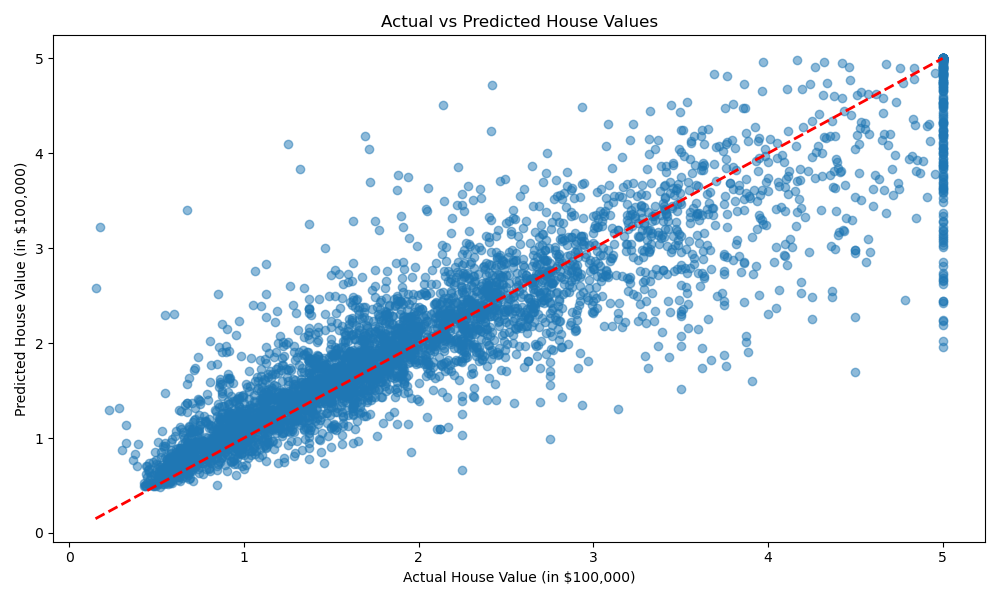 Actual vs Predicted House Values
Predicted House Value (in $100,000)
5
4
3
2
1
0
0 1 2 3 4 5
Actual House Value (in $100,000)